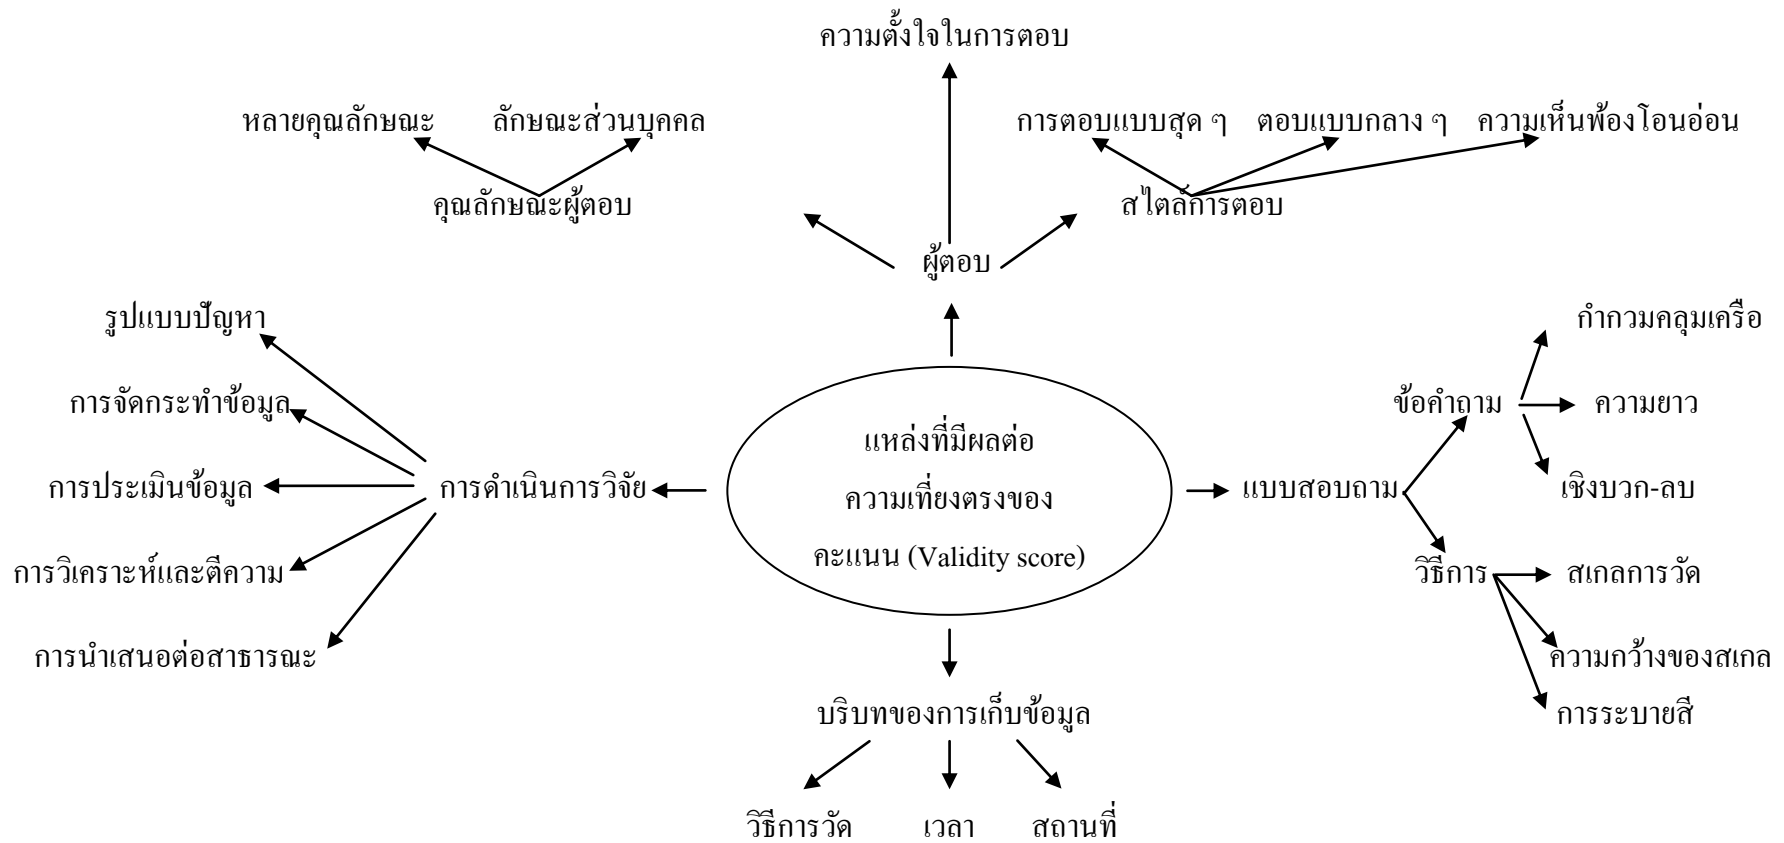 ความตั้งใจในการตอบ
หลายคุณลักษณะ ลักษณะส่วนบุคคล การตอบแบบสุด ๆ ตอบแบบกลาง ๆ ความเห็นพ้องโอนอ่อน
คุณลักษณะผู้ตอบ สไตล์การตอบ
ผู้ตอบ
รูปแบบปัญหา กำกวมคลุมเครือ
การจัดกระทำข้อมูล ข้อคำถาม ความยาว
แหล่งที่มีผลต่อ
การประเมินข้อมูล การดำเนินการวิจัย ความเที่ยงตรงของ แบบสอบถาม เชิงบวก-ลบ
คะแนน (Validity score)
การวิเคราะห์และตีความ วิธีการ สเกลการวัด
การนำเสนอต่อสาธารณะ ความกว้างของสเกล
บริบทของการเก็บข้อมูล การระบายสี
วิธีการวัด เวลา สถานที่